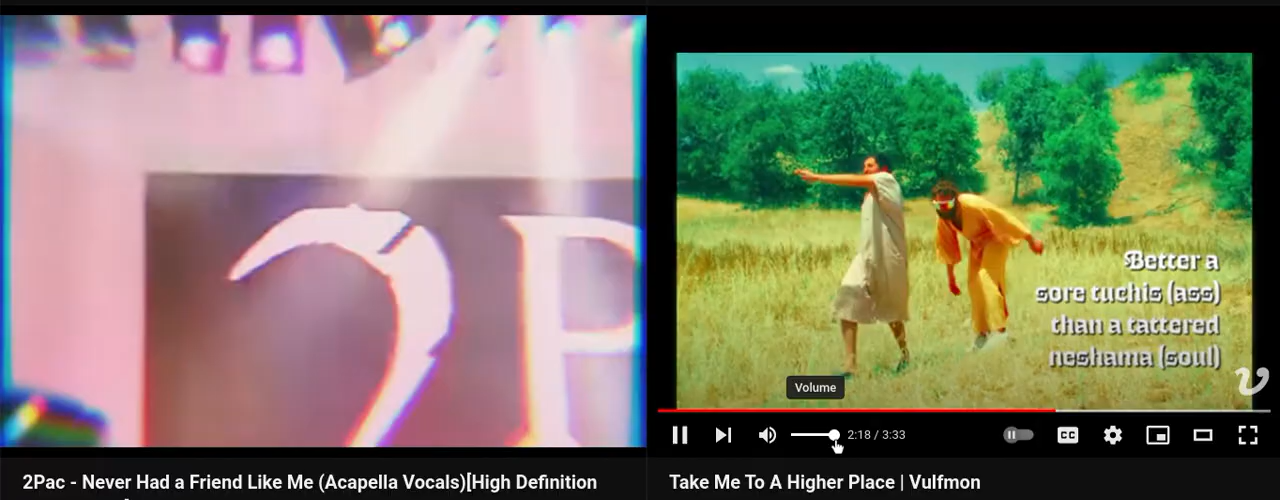 2P
Better a
sore tuchis (ass)
than a tattered
neshama (soul)
v
Volume
2:18 / 3:33
CC
2Pac - Never Had a Friend Like Me (Acapella Vocals)[High Definition
Take Me To A Higher Place | Vulfmon